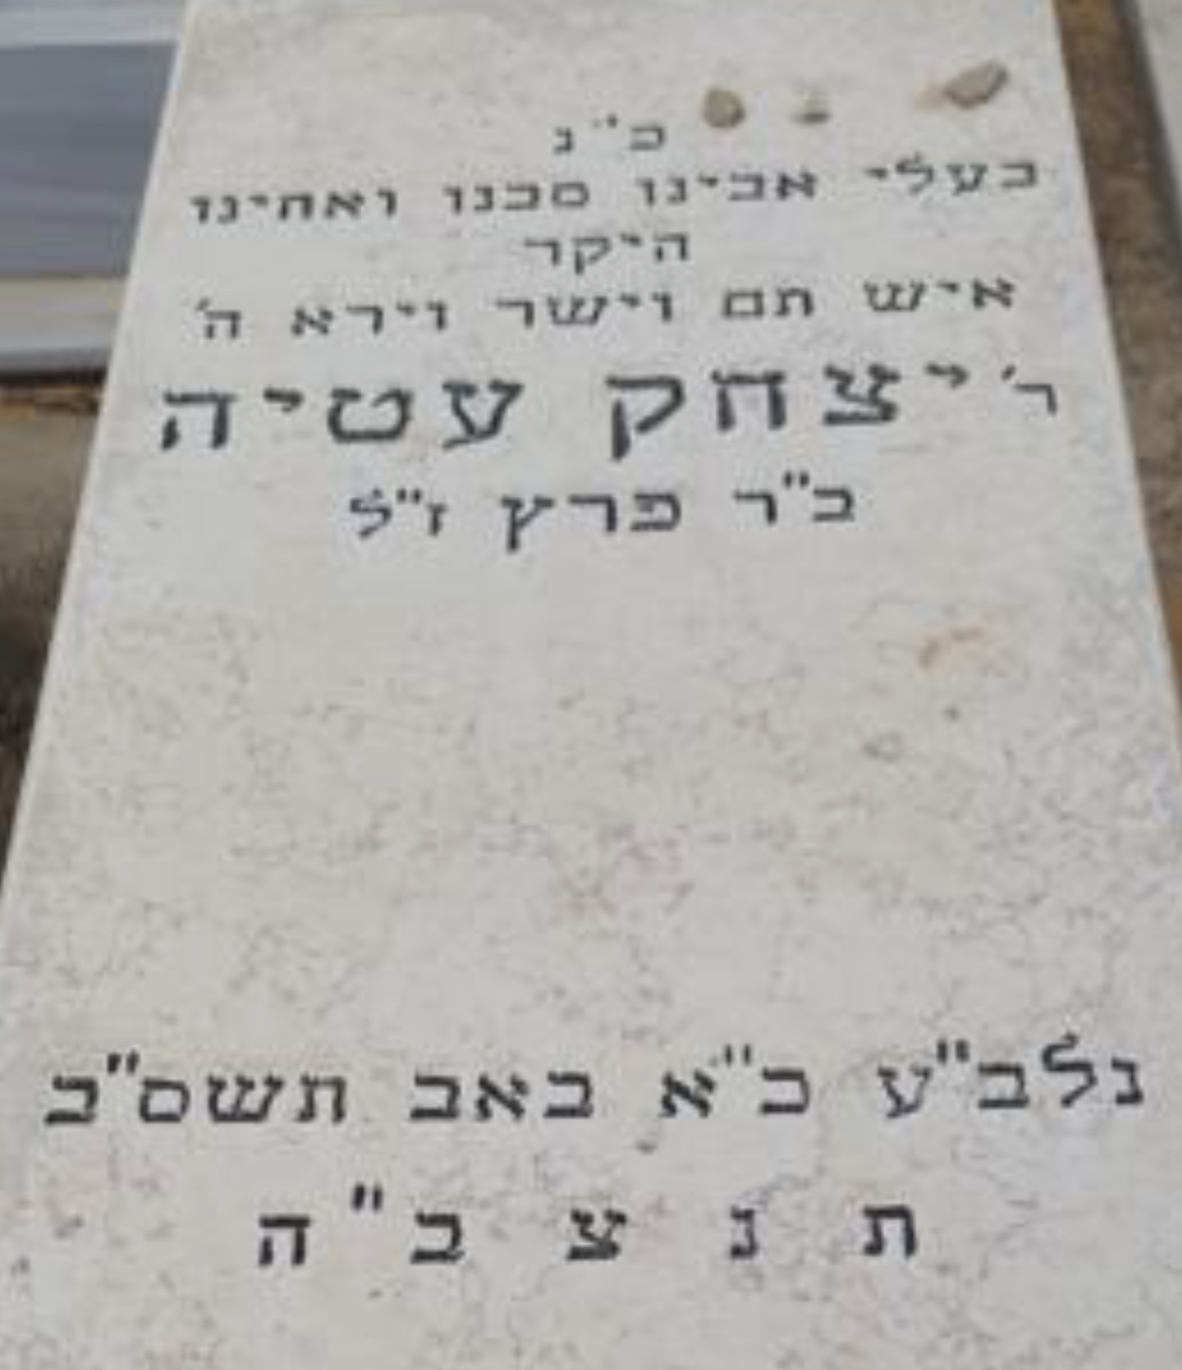 פ"נ
בעלי אבינו סבנו ואחינו
היקר
איש תם וישר וירא ה'
ר' יצחק עטיה
ב"ר פרץ ז"ל
נלב"ע כ"א באב תשס"ב
ת נ צ ב"ה